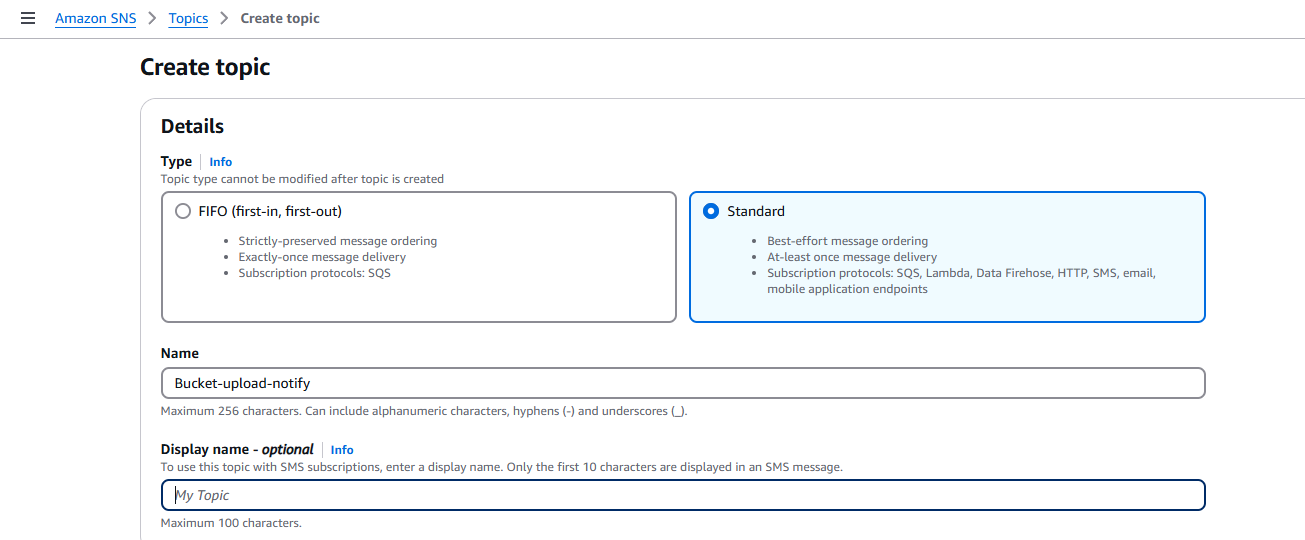 Amazon SNS > Topics > Create topic
Create topic
Details
Type Info
Topic type cannot be modified after topic is created
FIFO (first-in, first-out)
• Strictly-preserved message ordering
• Exactly-once message delivery
• Subscription protocols: SQS
Standard
• Best-effort message ordering
• At-least once message delivery
• Subscription protocols: SQS, Lambda, Data Firehose, HTTP, SMS, email,
mobile application endpoints
Name
Bucket-upload-notify
Maximum 256 characters. Can include alphanumeric characters, hyphens (-) and underscores (_).
Display name - optional Info
To use this topic with SMS subscriptions, enter a display name. Only the first 10 characters are displayed in an SMS message.
My Topic
Maximum 100 characters.